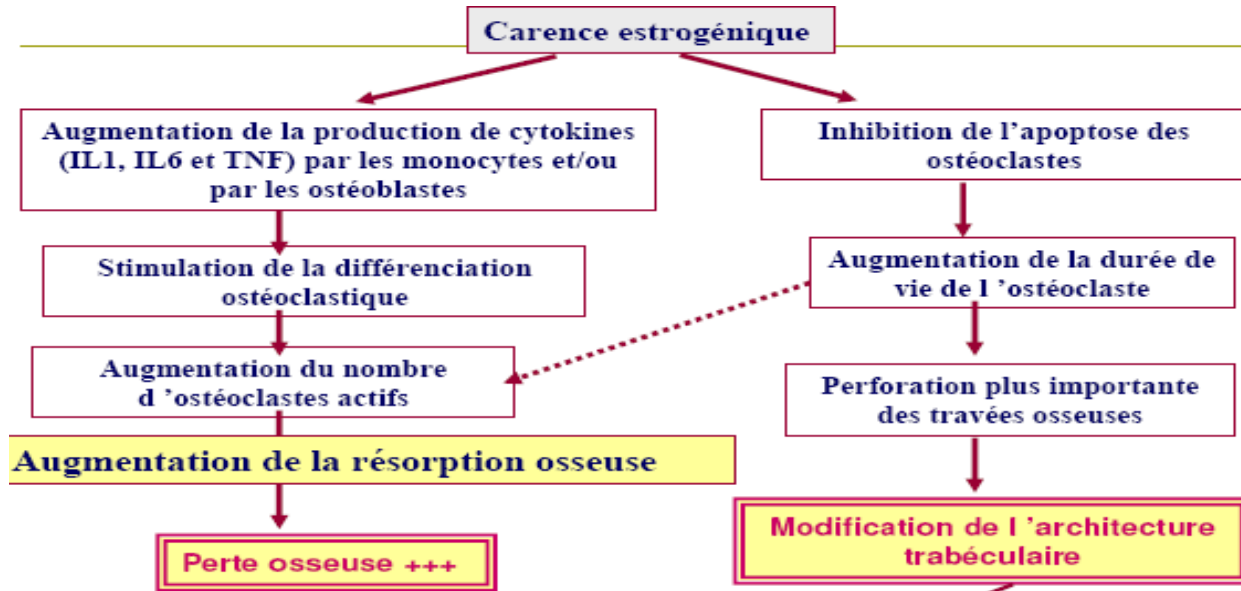 Carence estrogénique
Augmentation de la production de cytokines
(IL1, IL6 et TNF) par les monocytes et/ou
par les ostéoblastes
Stimulation de la différenciation
ostéoclastique
Augmentation du nombre
d ’ostéoclastes actifs
Augmentation de la résorption osseuse
Perte osseuse +++
Inhibition de l’apoptose des
ostéoclastes
Augmentation de la durée de
vie de l ’ostéoclaste
Perforation plus importante
des travées osseuses
Modification de l ’architecture
trabéculaire